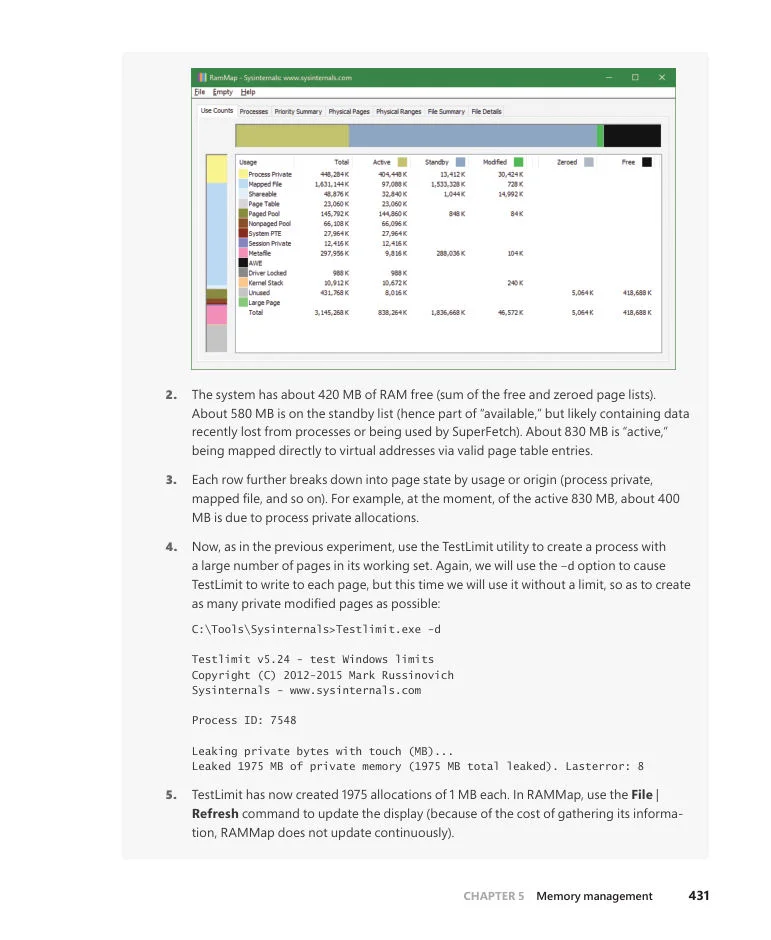 RamMap - Sysinternals: www.sysinternals.com
File Empty Help
Use Counts Processes Priority Summary Physical Pages Physical Ranges File Summary File Details
Usage Total Active Standby Modified Zeroed Free
Process Private 448,284 K 404,448 K 13,412 K 30,424 K
Mapped File 1,631,144 K 97,088 K 1,533,328 K 728 K
Shareable 48,876 K 32,840 K 1,044 K 14,992 K
Page Table 23,060 K 23,060 K
Paged Pool 145,792 K 144,860 K 848 K 84 K
Nonpaged Pool 66,108 K 66,096 K
System PTE 27,964 K 27,964 K
Session Private 12,416 K 12,416 K
Metafile 297,956 K 9,816 K 288,036 K 104 K
AWE
Driver Locked 988 K 988 K
Kernel Stack 10,912 K 10,672 K 240 K
Unused 431,768 K 8,016 K 5,064 K 418,688 K
Large Page
Total 3,145,268 K 838,264 K 1,836,668 K 46,572 K 5,064 K 418,688 K
2. The system has about 420 MB of RAM free (sum of the free and zeroed page lists).
About 580 MB is on the standby list (hence part of “available,” but likely containing data
recently lost from processes or being used by SuperFetch). About 830 MB is “active,”
being mapped directly to virtual addresses via valid page table entries.
3. Each row further breaks down into page state by usage or origin (process private,
mapped file, and so on). For example, at the moment, of the active 830 MB, about 400
MB is due to process private allocations.
4. Now, as in the previous experiment, use the TestLimit utility to create a process with
a large number of pages in its working set. Again, we will use the –d option to cause
TestLimit to write to each page, but this time we will use it without a limit, so as to create
as many private modified pages as possible:
C:\Tools\Sysinternals>Testlimit.exe -d
Testlimit v5.24 - test Windows limits
Copyright (C) 2012-2015 Mark Russinovich
Sysinternals - www.sysinternals.com
Process ID: 7548
Leaking private bytes with touch (MB)...
Leaked 1975 MB of private memory (1975 MB total leaked). Lasterror: 8
5. TestLimit has now created 1975 allocations of 1 MB each. In RAMMap, use the File |
Refresh command to update the display (because of the cost of gathering its informa-
tion, RAMMap does not update continuously).
CHAPTER 5 Memory management 431